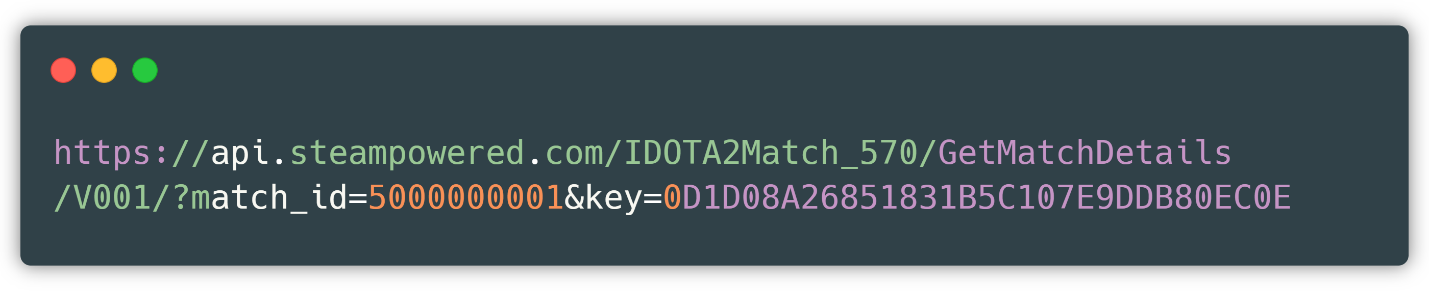 https://api.steampowered.com/IDOTA2Match_570/GetMatchDetails
/V001/?match_id=5000000001&key=0D1D08A26851831B5C107E9DDB80EC0E